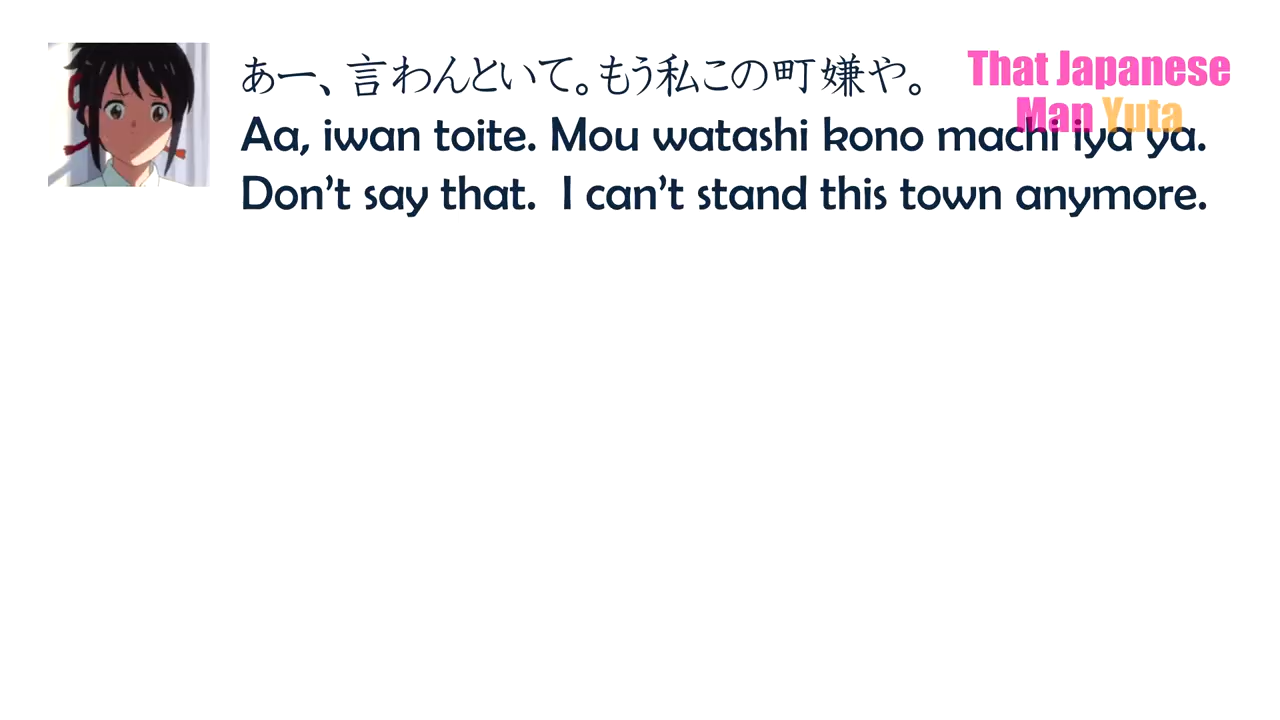 あー、言わんといて。もう私この町嫌や。
That Japanese
Man Yuta
Aa, iwan toite. Mou watashi kono machi iya ya.
Don't say that.  I can't stand this town anymore.